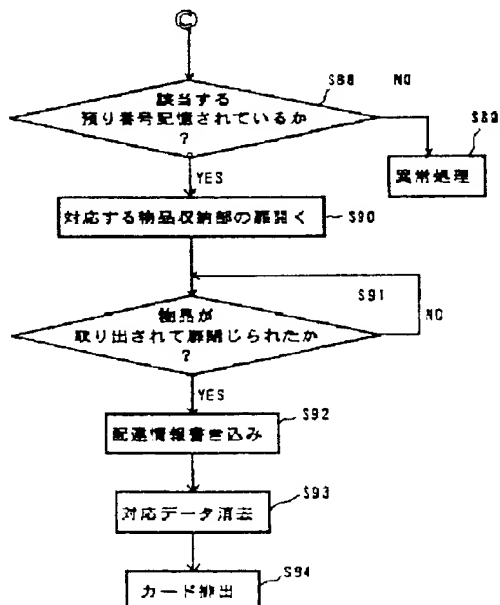 C
S88
NO
該当する
預り番号記憶されているか
?
S89
異常処理
YES
対応する物品収納部の扉開く
S90
S91
NO
物品が
取り出されて扉閉じられたか
?
YES
S92
配達情報書き込み
S93
対応データ消去
S94
カード排出